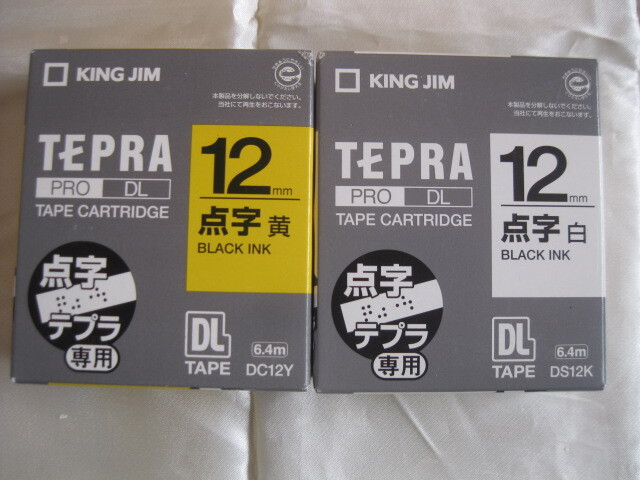 KING JIM
本製品を分解しないでください。
当社にて再生をおこないます。
TEPRA
PRO DL
TAPE CARTRIDGE
12mm
点字 黄
BLACK INK
点字
テプラ
専用
DL
TAPE
6.4m
DC12Y
KING JIM
本製品を分解しないでください。
当社にて再生をおこないます。
TEPRA
PRO DL
TAPE CARTRIDGE
12mm
点字 白
BLACK INK
点字
テプラ
専用
DL
TAPE
6.4m
DS12K